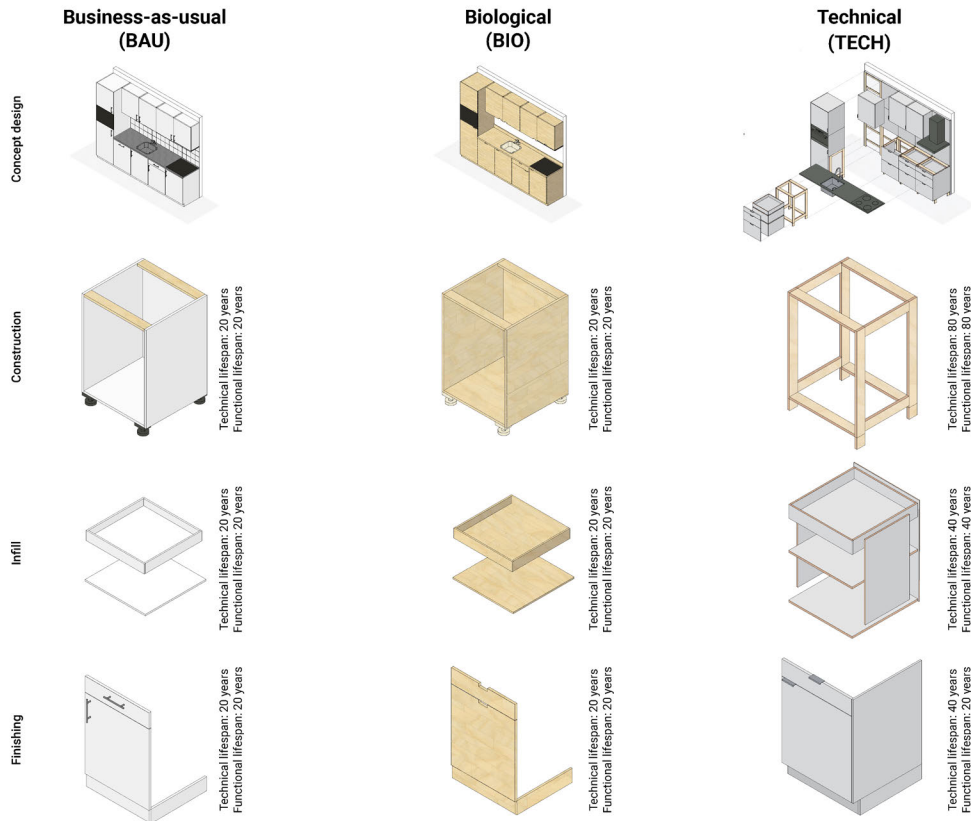 Business-as-usual
(BAU)
Biological
(BIO)
Technical
(TECH)
Concept design
Construction
Technical lifespan: 20 years
Functional lifespan: 20 years
Technical lifespan: 20 years
Functional lifespan: 20 years
Technical lifespan: 80 years
Functional lifespan: 80 years
Infill
Technical lifespan: 20 years
Functional lifespan: 20 years
Technical lifespan: 20 years
Functional lifespan: 20 years
Technical lifespan: 40 years
Functional lifespan: 40 years
Finishing
Technical lifespan: 20 years
Functional lifespan: 20 years
Technical lifespan: 20 years
Functional lifespan: 20 years
Technical lifespan: 40 years
Functional lifespan: 20 years